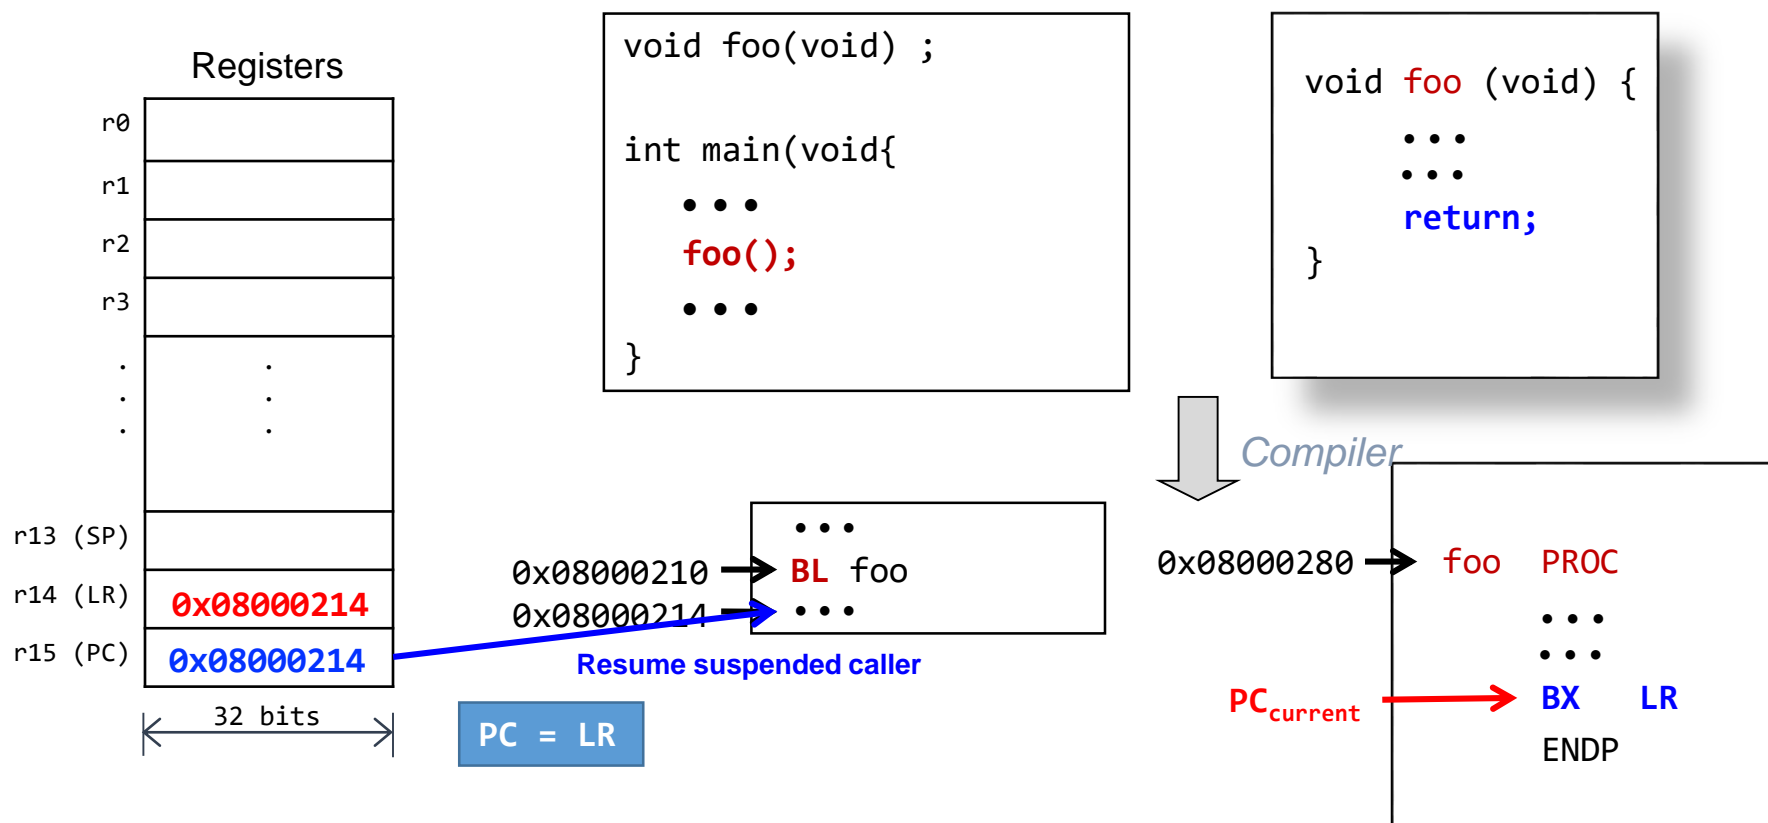 Registers
r0
r1
r2
r3
.
.
.
.
.
.
r13 (SP)
r14 (LR) 0x08000214
r15 (PC) 0x08000214
32 bits
void foo(void) ;
int main(void{
•••
foo();
•••
}
void foo (void) {
•••
•••
return;
}
Compiler
•••
0x08000210 BL foo
0x08000214 •••
Resume suspended caller
PC = LR
0x08000280 foo PROC
•••
•••
PCcurrent BX LR
ENDP